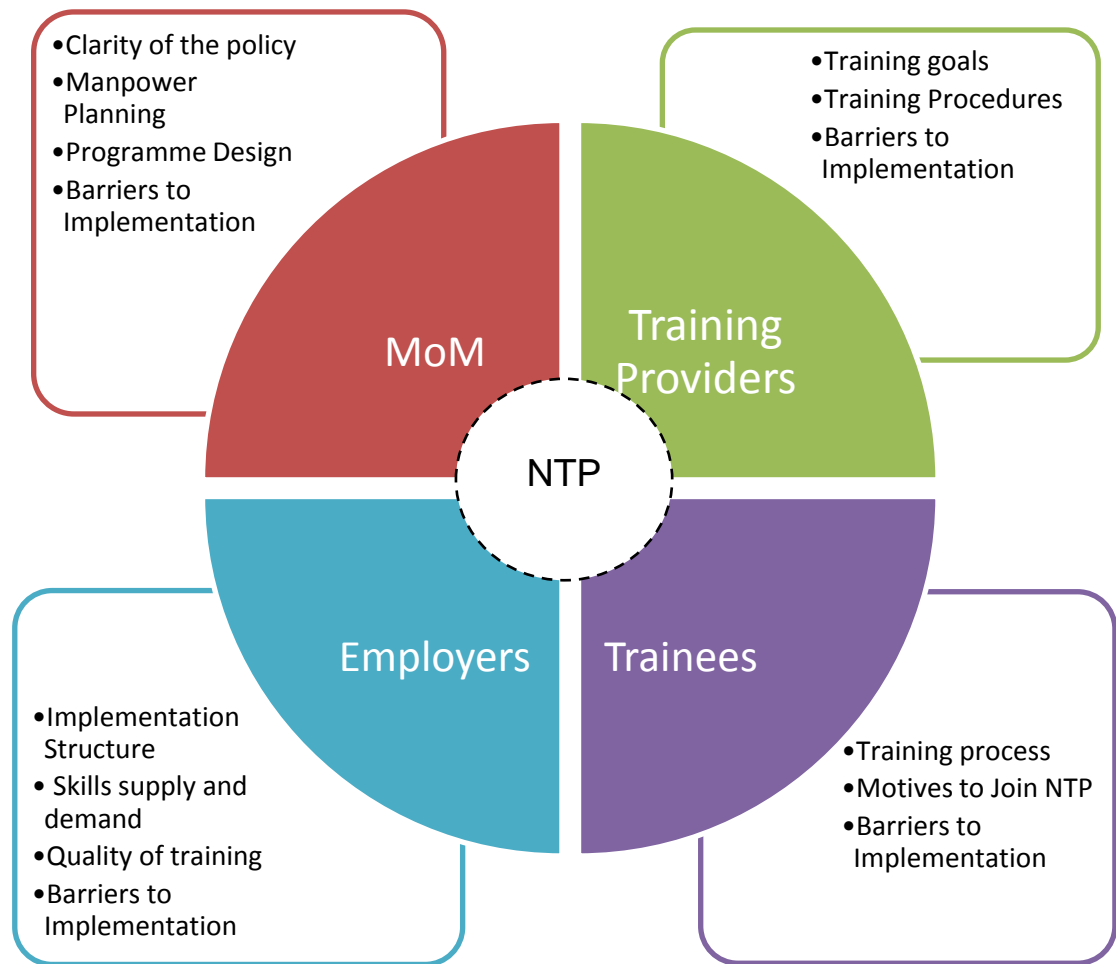 •Clarity of the policy
•Manpower
Planning
•Programme Design
•Barriers to
Implementation
•Training goals
•Training Procedures
•Barriers to
Implementation
MoM
Training
Providers
NTP
Employers
Trainees
•Implementation
Structure
• Skills supply and
demand
•Quality of training
•Barriers to
Implementation
•Training process
•Motives to Join NTP
•Barriers to
Implementation